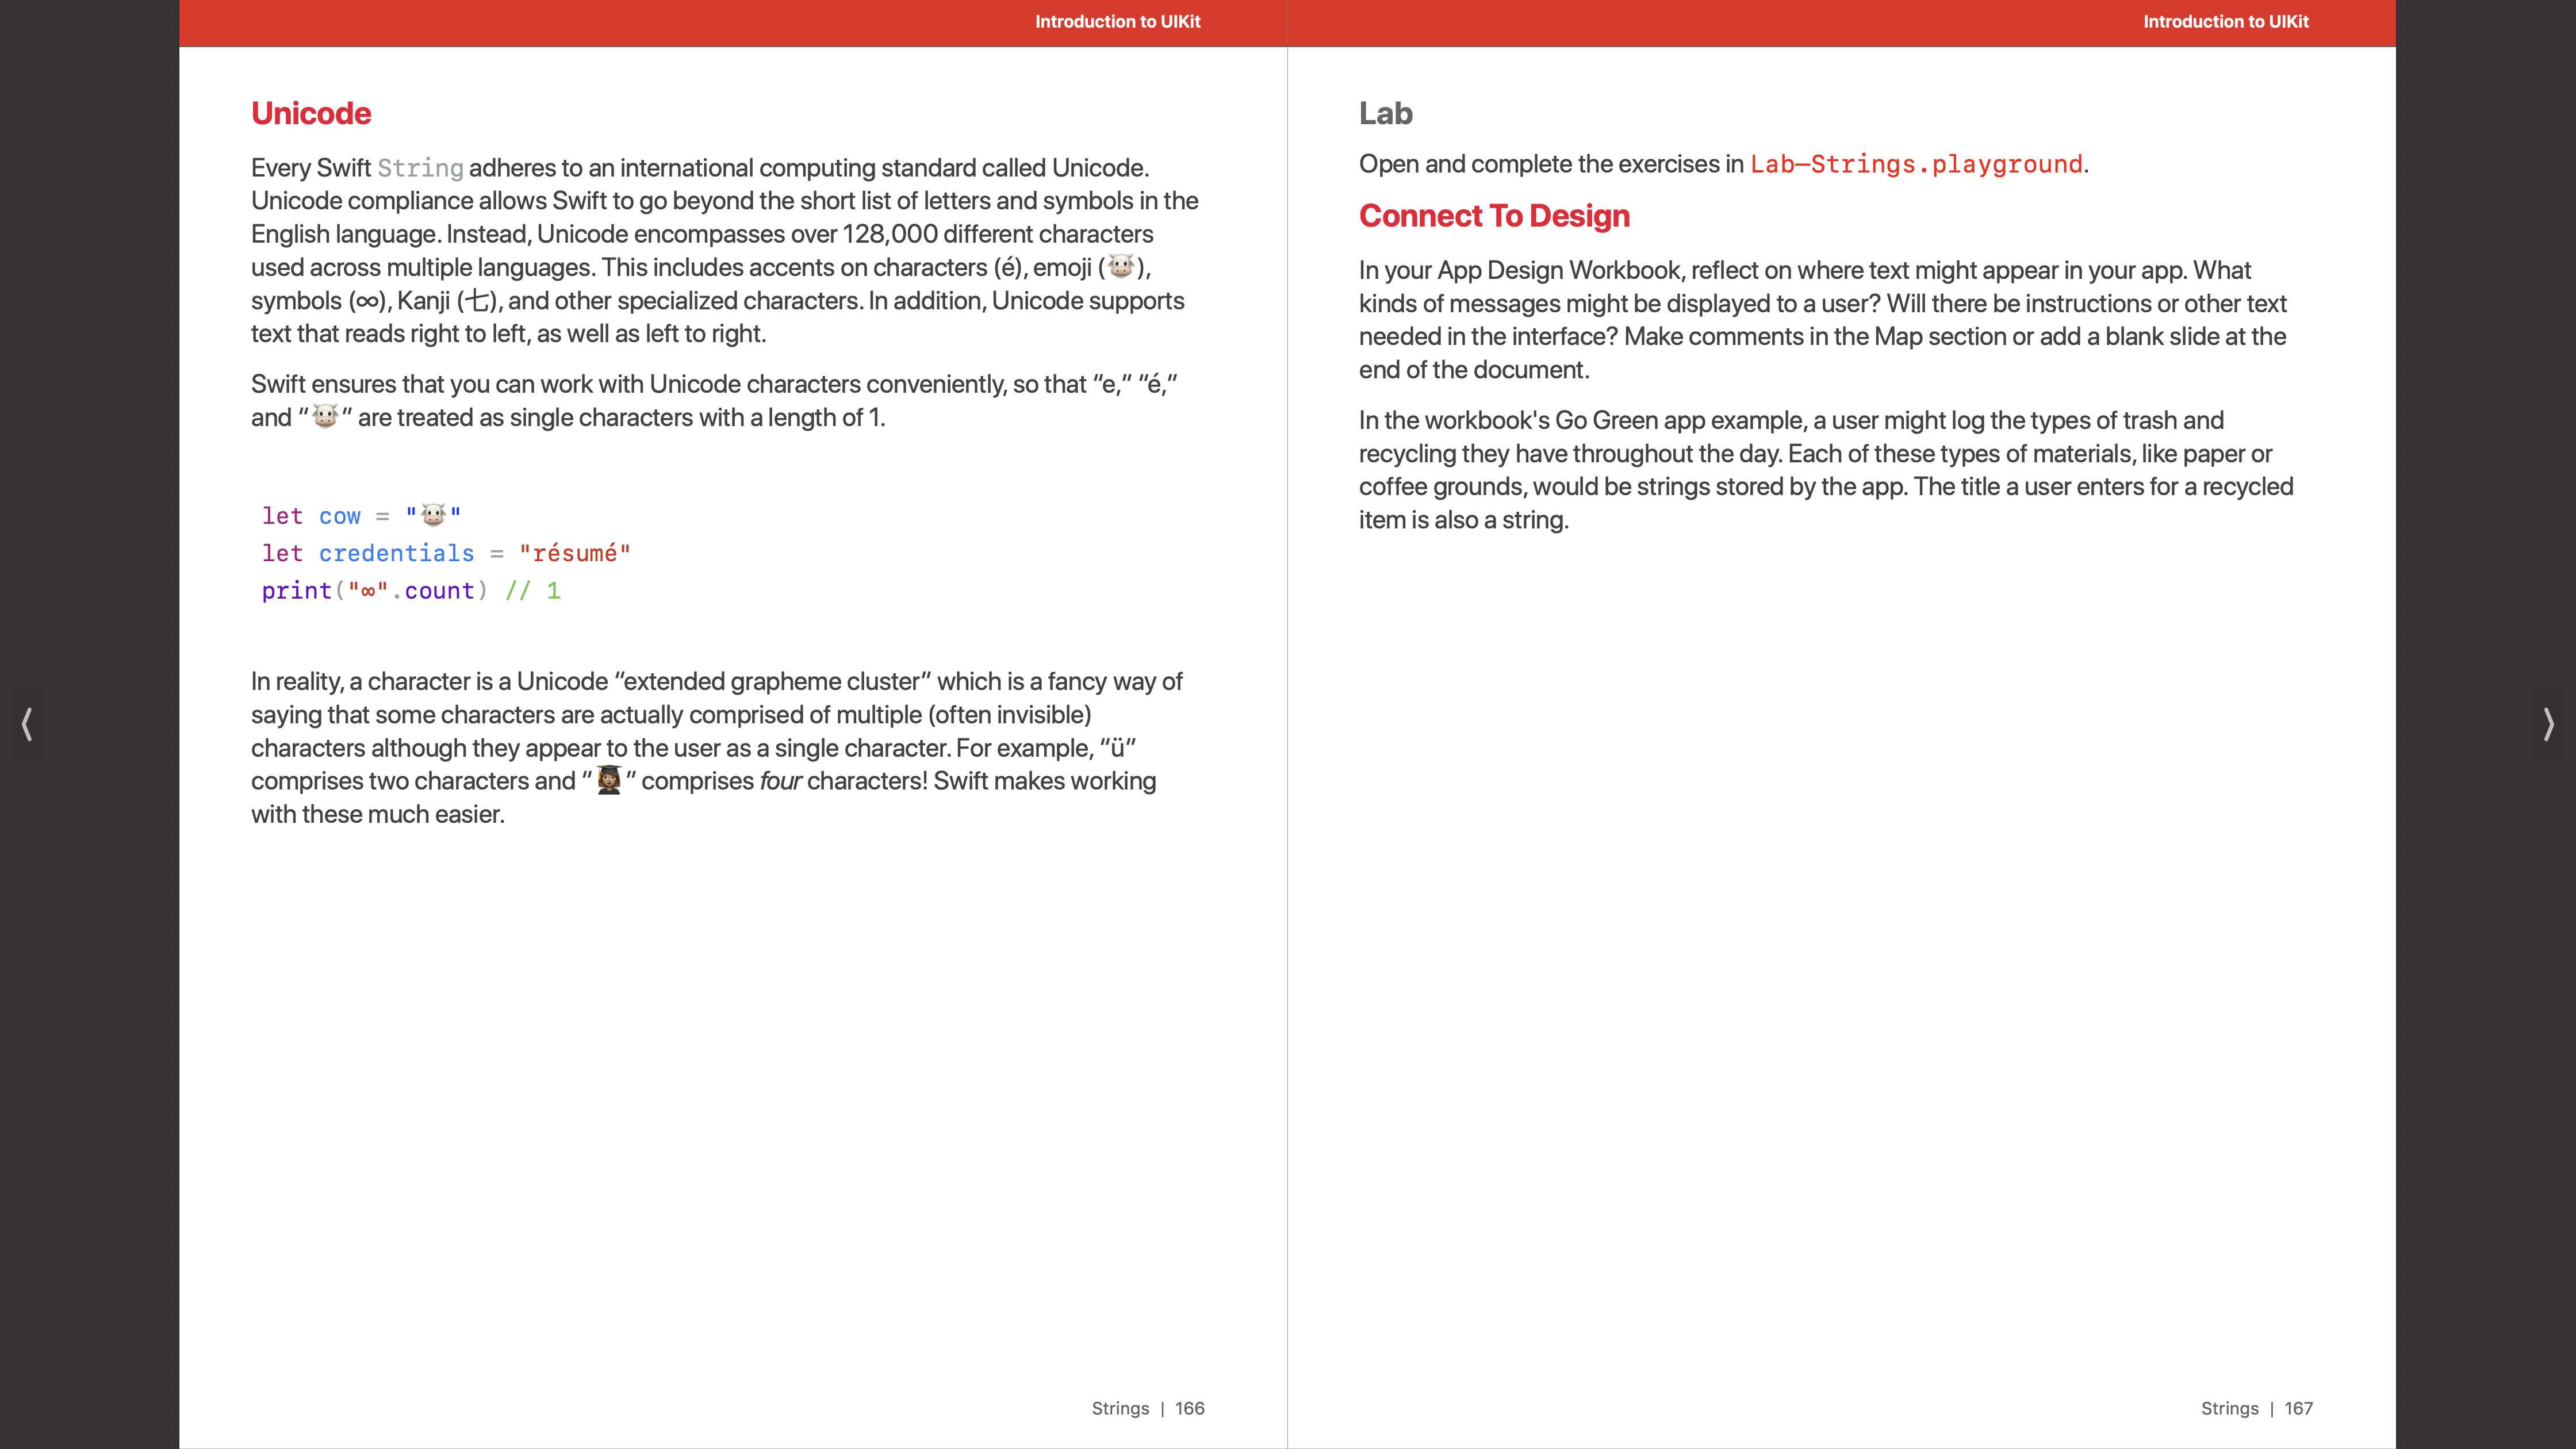 Introduction to UIKit
Unicode
Every Swift String adheres to an international computing standard called Unicode.
Unicode compliance allows Swift to go beyond the short list of letters and symbols in the
English language. Instead, Unicode encompasses over 128,000 different characters
used across multiple languages. This includes accents on characters (é), emoji (🐮),
symbols (∞), Kanji (七), and other specialized characters. In addition, Unicode supports
text that reads right to left, as well as left to right.
Swift ensures that you can work with Unicode characters conveniently, so that “e,” “é,”
and “🐮” are treated as single characters with a length of 1.
let cow = "🐮"
let credentials = "résumé"
print("∞".count) // 1
In reality, a character is a Unicode “extended grapheme cluster” which is a fancy way of
saying that some characters are actually comprised of multiple (often invisible)
characters although they appear to the user as a single character. For example, “ü”
comprises two characters and “👩🏽‍🎓” comprises four characters! Swift makes working
with these much easier.
Strings | 166
Introduction to UIKit
Lab
Open and complete the exercises in Lab—Strings.playground.
Connect To Design
In your App Design Workbook, reflect on where text might appear in your app. What
kinds of messages might be displayed to a user? Will there be instructions or other text
needed in the interface? Make comments in the Map section or add a blank slide at the
end of the document.
In the workbook's Go Green app example, a user might log the types of trash and
recycling they have throughout the day. Each of these types of materials, like paper or
coffee grounds, would be strings stored by the app. The title a user enters for a recycled
item is also a string.
Strings | 167